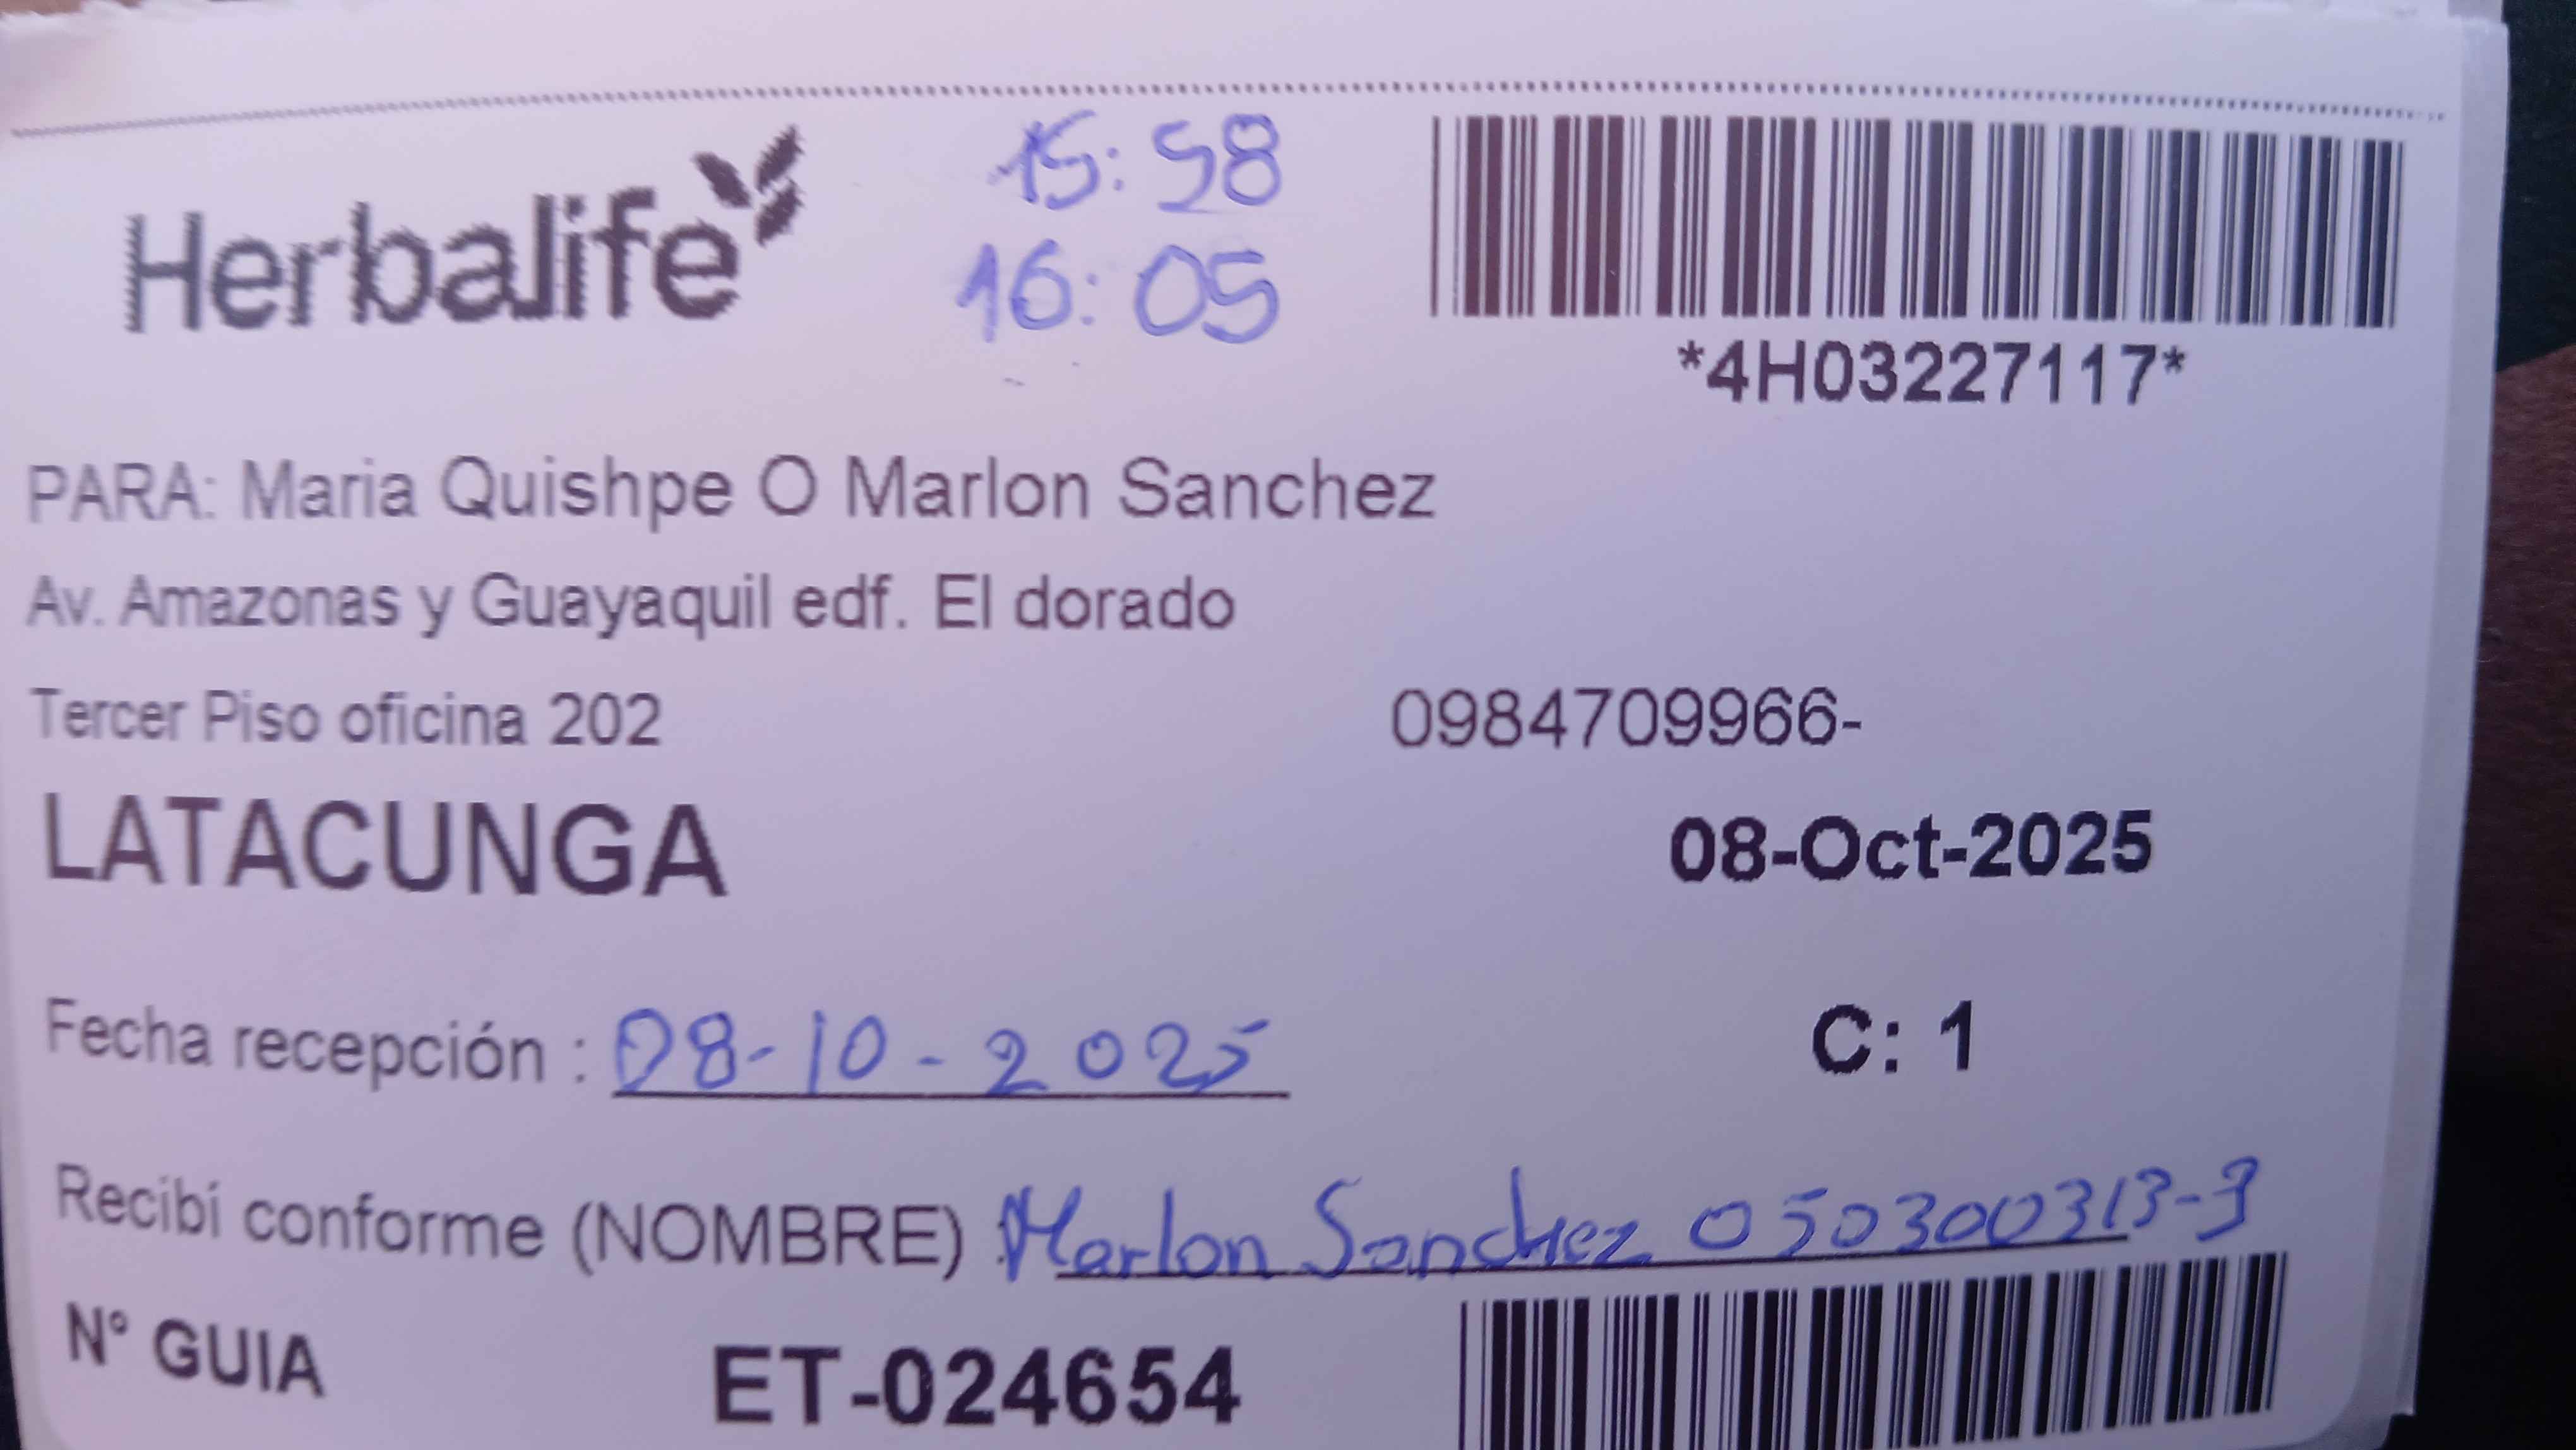 Herbalife
15:58
16:05
*4H03227117*
PARA: Maria Quishpe O Marlon Sanchez
Av. Amazonas y Guayaquil edf. El dorado
Tercer Piso oficina 202 0984709966-
LATACUNGA 08-Oct-2025
Fecha recepción : 08-10-2025 C: 1
Recibí conforme (NOMBRE) Marlon Sanchez 050300313-3
N° GUIA ET-024654